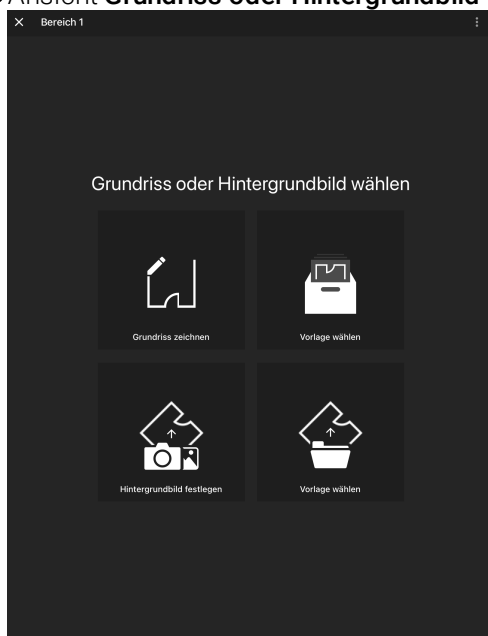 Ansicht Grundriss oder Hintergrundbild
Bereich 1
Grundriss oder Hintergrundbild wählen
Grundriss zeichnen
Vorlage wählen
Hintergrundbild festlegen
Vorlage wählen